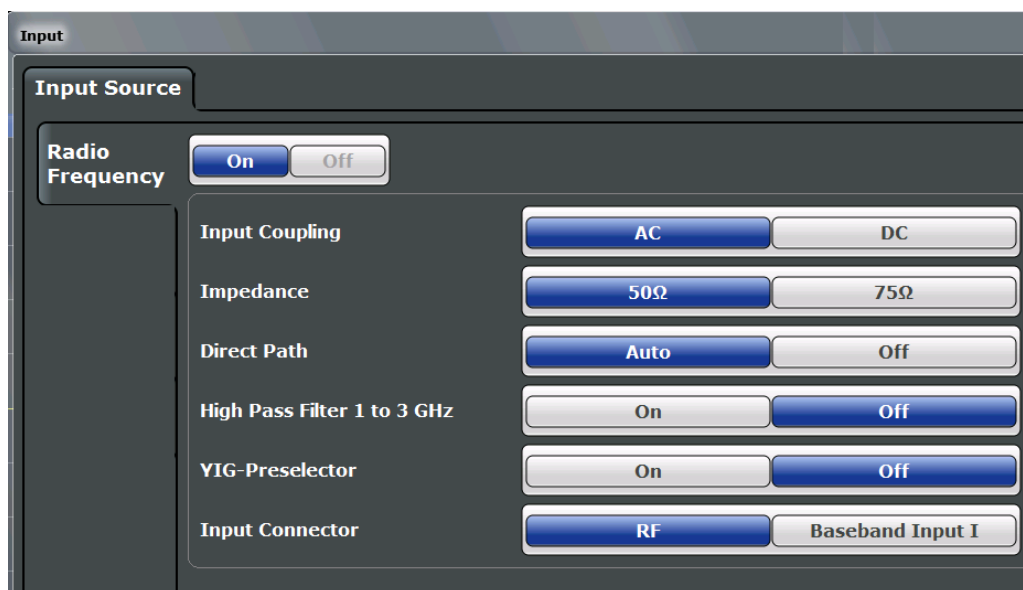 Input
Input Source
Radio
Frequency
On Off
Input Coupling AC DC
Impedance 50Ω 75Ω
Direct Path Auto Off
High Pass Filter 1 to 3 GHz On Off
YIG-Preselector On Off
Input Connector RF Baseband Input I